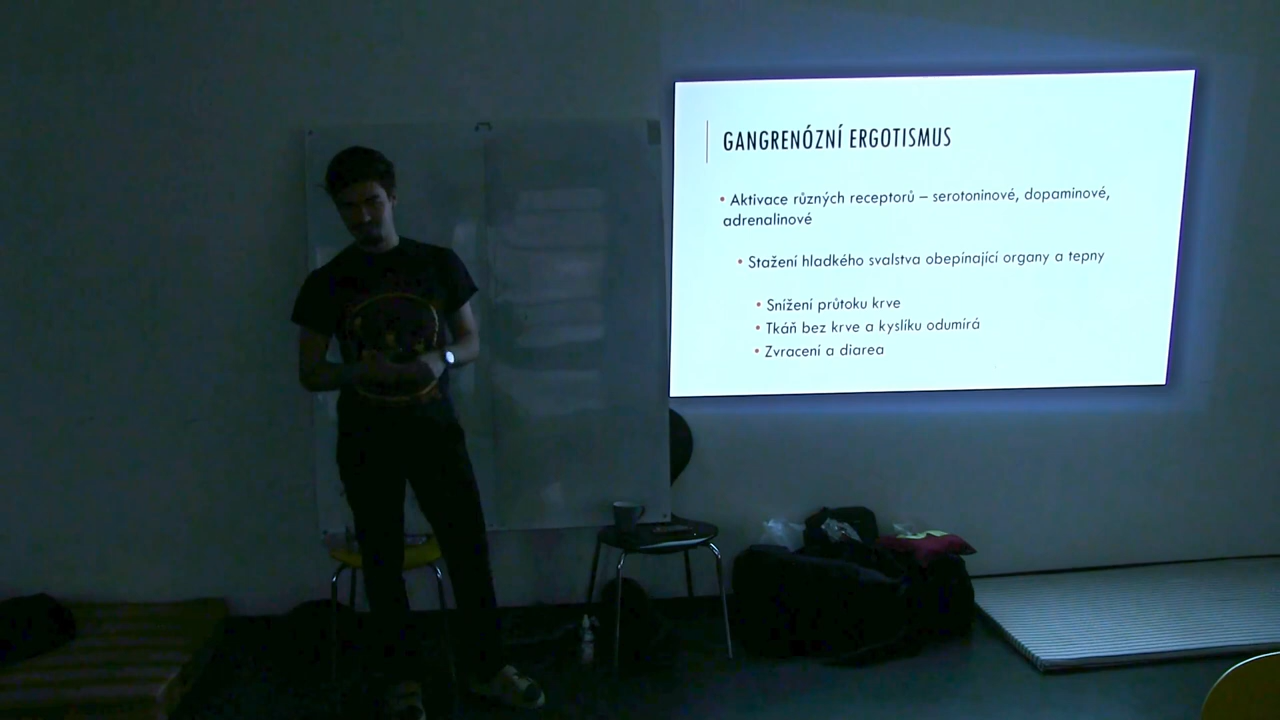 GANGRENÓZNÍ ERGOTISMUS
• Aktivace různých receptorů – serotoninové, dopaminové,
adrenalinové
• Stažení hladkého svalstva obepínající organy a tepny
• Snížení průtoku krve
• Tkáň bez krve a kyslíku odumírá
• Zvracení a diarea